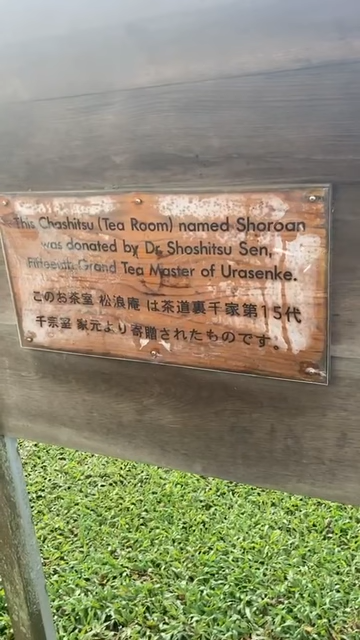 This Chashitsu (Tea Room) named Shoroan
was donated by Dr. Shoshitsu Sen,
Fifteenth Grand Tea Master of Urasenke.
このお茶室 松浪庵 は茶道裏千家第15代
千宗室 家元より寄贈されたものです。